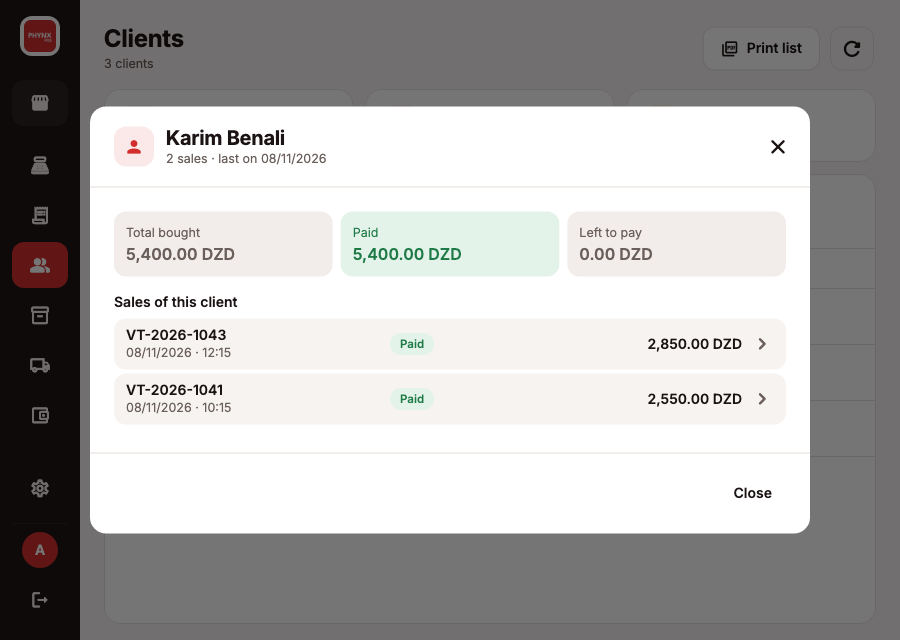 PHYNX
Clients
3 clients
Print list
Karim Benali
2 sales · last on 08/11/2026
Total bought
5,400.00 DZD
Paid
5,400.00 DZD
Left to pay
0.00 DZD
Sales of this client
VT-2026-1043
08/11/2026 · 12:15
Paid
2,850.00 DZD
VT-2026-1041
08/11/2026 · 10:15
Paid
2,550.00 DZD
Close
A